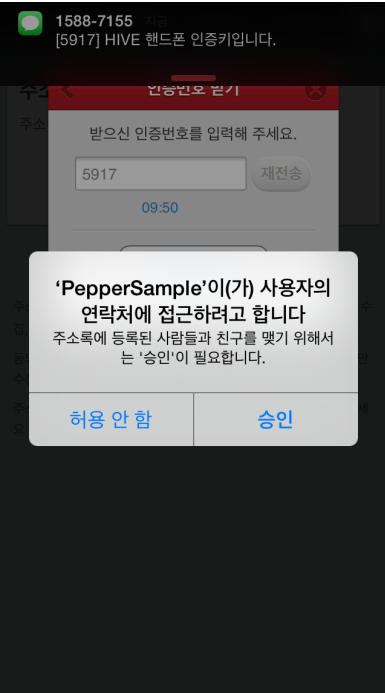 1588-7155 지금
[5917] HIVE 핸드폰 인증키입니다.
인증번호 받기
받으신 인증번호를 입력해 주세요.
5917 재전송
09:50
‘PepperSample’이(가) 사용자의
연락처에 접근하려고 합니다
주소록에 등록된 사람들과 친구를 맺기 위해서
는 '승인'이 필요합니다.
허용 안 함 승인